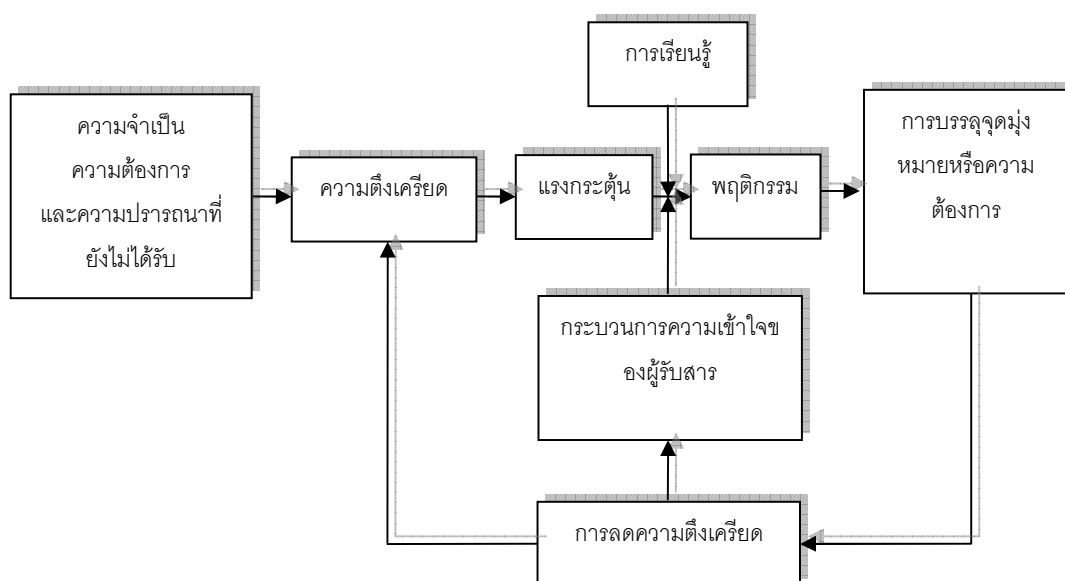 การเรียนรู้
ความจำเป็น
ความต้องการ
และความปรารถนาที่
ยังไม่ได้รับ
ความตึงเครียด
แรงกระตุ้น
พฤติกรรม
การบรรลุจุดมุ่ง
หมายหรือความ
ต้องการ
กระบวนการความเข้าใจข
องผู้รับสาร
การลดความตึงเครียด